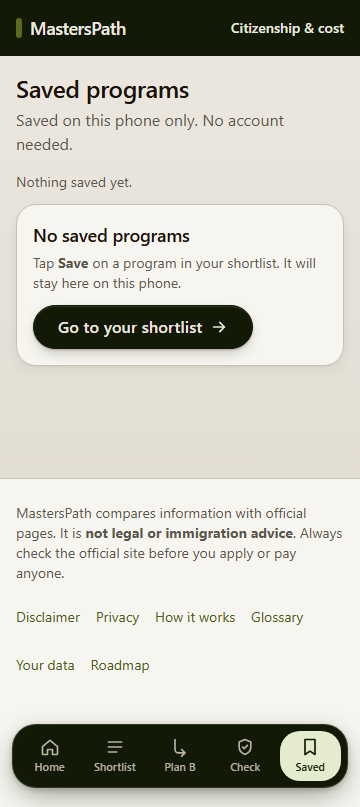 MastersPath
Citizenship & cost
Saved programs
Saved on this phone only. No account
needed.
Nothing saved yet.
No saved programs
Tap Save on a program in your shortlist. It will
stay here on this phone.
Go to your shortlist →
MastersPath compares information with official
pages. It is not legal or immigration advice. Always
check the official site before you apply or pay
anyone.
Disclaimer Privacy How it works Glossary
Your data Roadmap
Home Shortlist Plan B Check Saved